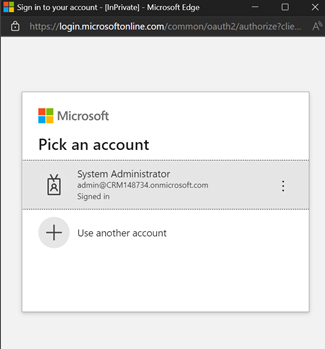 Sign in to your account - [InPrivate] - Microsoft Edge
https://login.microsoftonline.com/common/oauth2/authorize?clie...
Microsoft
Pick an account
System Administrator
admin@CRM148734.onmicrosoft.com
Signed in
Use another account